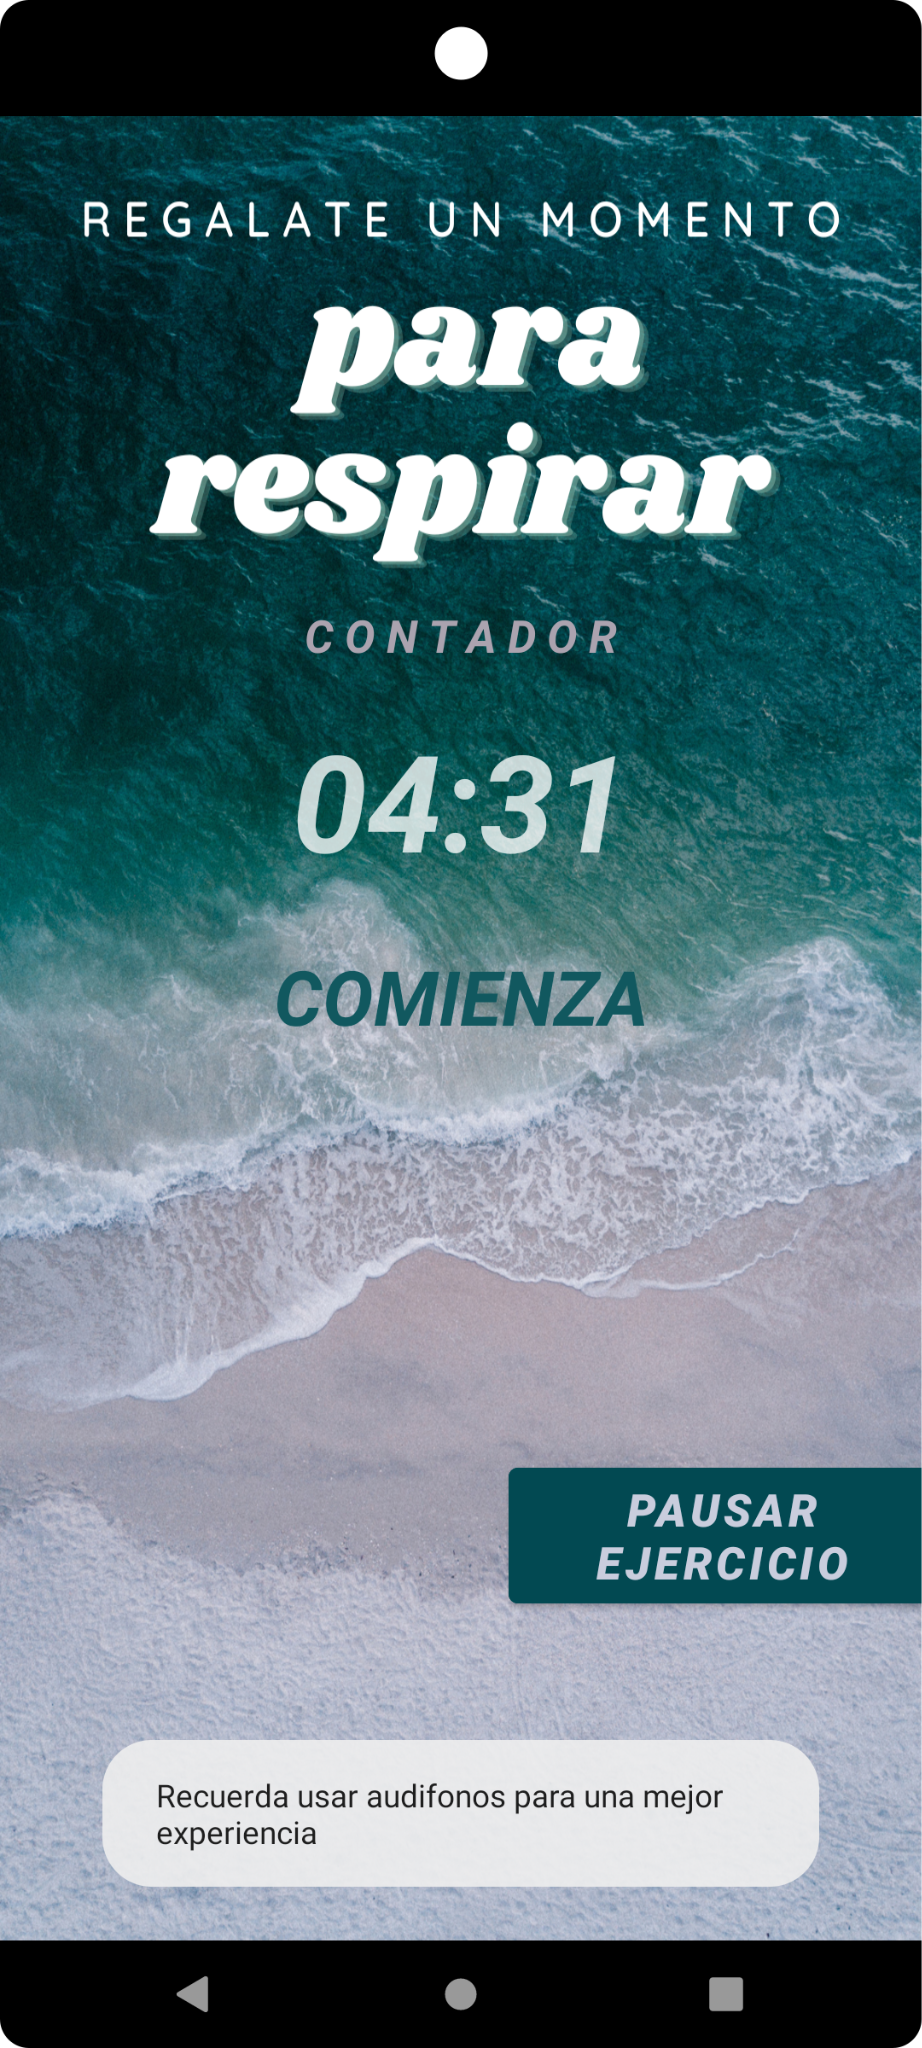 REGALATE UN MOMENTO
para
respirar
CONTADOR
04:31
COMIENZA
PAUSAR
EJERCICIO
Recuerda usar audifonos para una mejor
experiencia